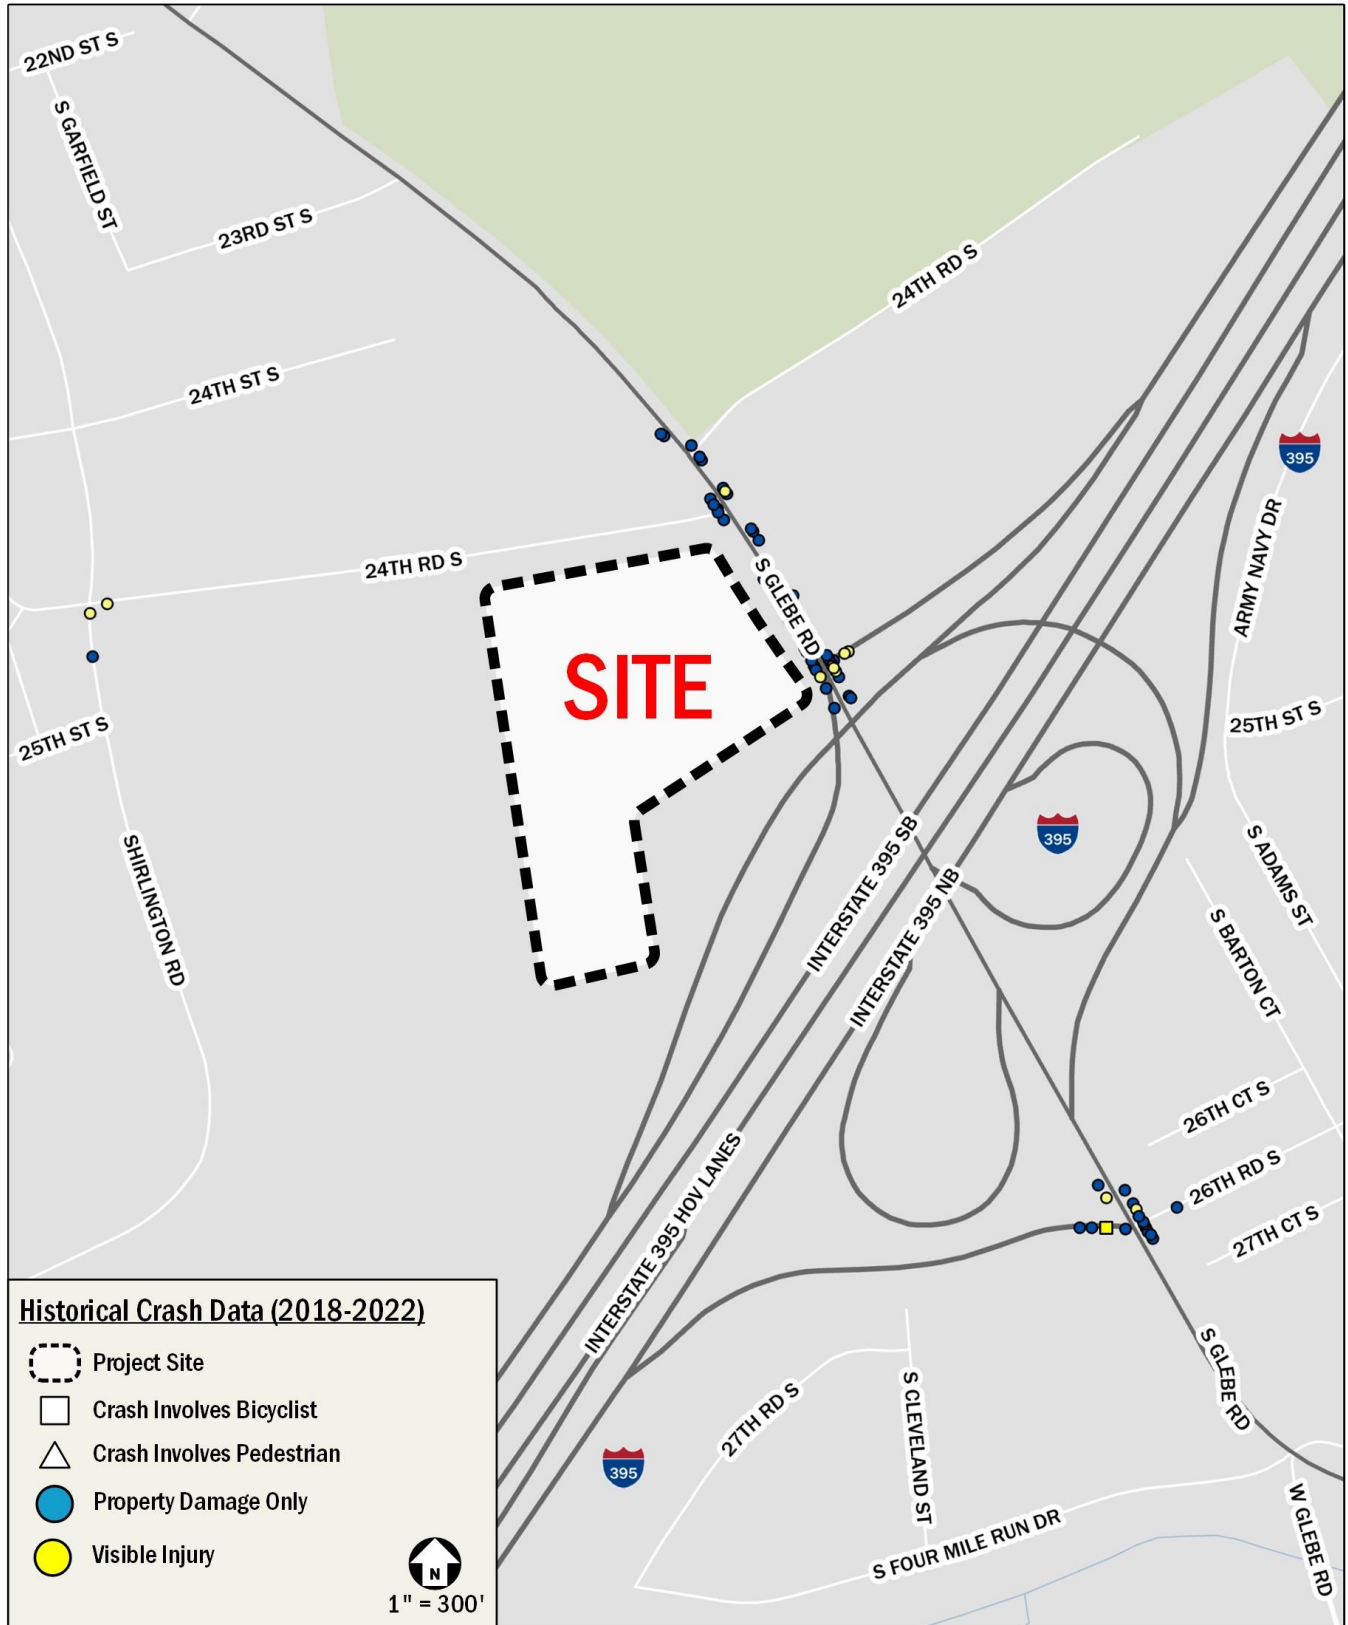 22ND ST S
S GARFIELD ST
23RD ST S
24TH RD S
24TH ST S
395
ARMY NAVY DR
24TH RD S
S GLEBE RD
SITE
25TH ST S
25TH ST S
395
SHIRLINGTON RD
INTERSTATE 395 SB
S ADAMS ST
INTERSTATE 395 NB
S BARTON CT
26TH CT S
INTERSTATE 395 HOV LANES
26TH RD S
27TH CT S
S GLEBE RD
27TH RD S
S CLEVELAND ST
395
W GLEBE RD
S FOUR MILE RUN DR
Historical Crash Data (2018-2022)
Project Site
Crash Involves Bicyclist
Crash Involves Pedestrian
Property Damage Only
Visible Injury
N
1" = 300'